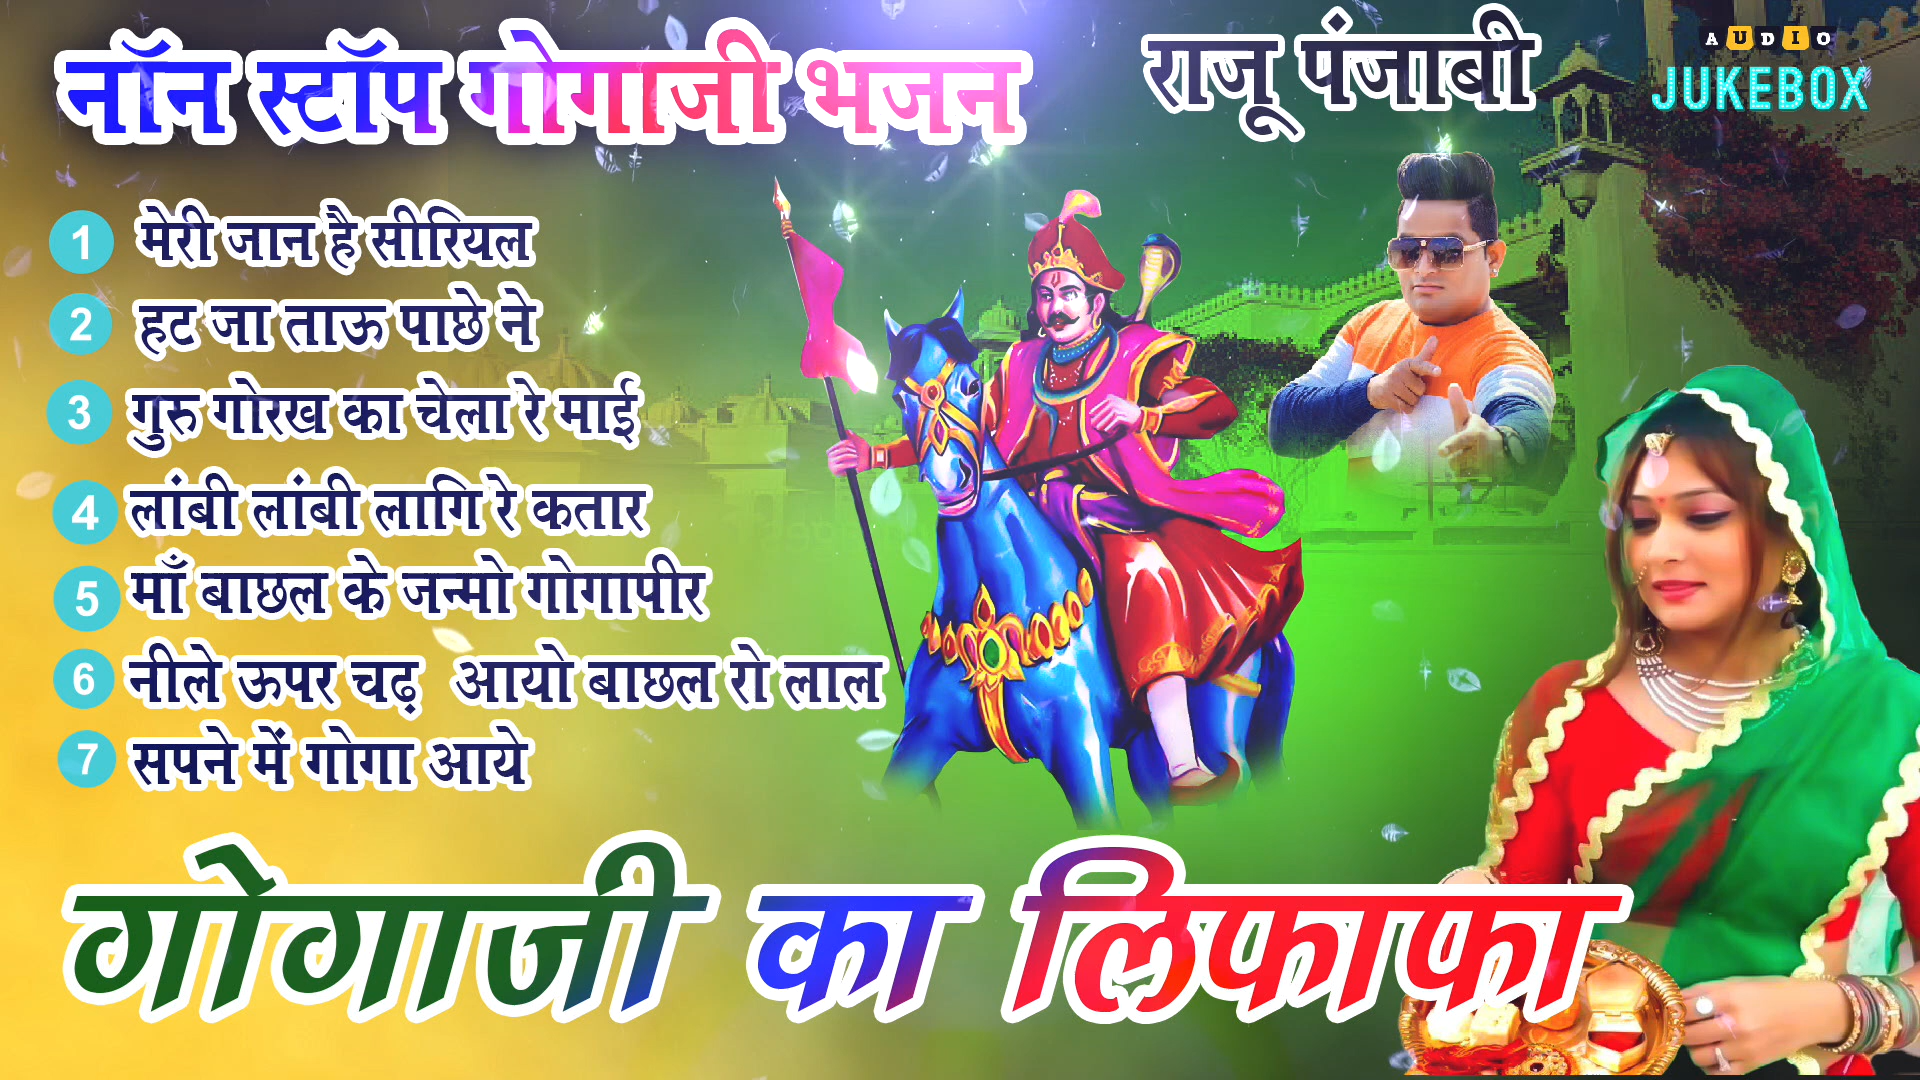 नॉन स्टॉप गोगाजी भजन
राजू पंजाबी
AUDIO
JUKEBOX
1 मेरी जान है सीरियल
2 हट जा ताऊ पाछे ने
3 गुरु गोरख का चेला रे माई
4 लांबी लांबी लागि रे कतार
5 माँ बाछल के जन्मो गोगापीर
6 नीले ऊपर चढ़ आयो बाछल रो लाल
7 सपने में गोगा आये
गोगाजी का लिफाफा